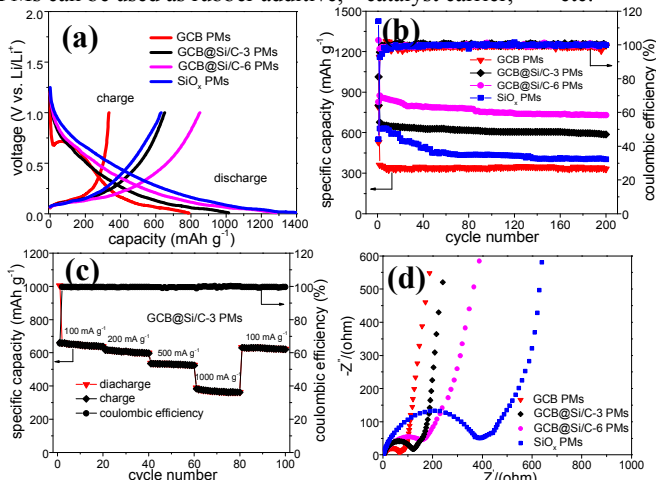 PMs can be used as rubber additive, catalyst carrier, etc.
(a)
GCB PMs
GCB@Si/C-3 PMs
GCB@Si/C-6 PMs
SiOx PMs
charge
discharge
voltage (V vs. Li/Li+)
2.0
1.5
1.0
0.5
0.0
0 200 400 600 800 1000 1200 1400
capacity (mAh g-1)
(b)
GCB PMs
GCB@Si/C-3 PMs
GCB@Si/C-6 PMs
SiOx PMs
specific capacity (mAh g-1)
1500
1200
900
600
300
0
0 40 80 120 160 200
cycle number
120
100
80
60
40
20
0
coulombic efficiency (%)
(c)
GCB@Si/C-3 PMs
100 mA g-1
200 mA g-1
500 mA g-1
1000 mA g-1
100 mA g-1
diacharge
charge
coulombic efficiency
specific capacity (mAh g-1)
1200
1000
800
600
400
200
0
0 20 40 60 80 100
cycle number
120
100
80
60
40
20
0
coulombic efficiency (%)
(d)
GCB PMs
GCB@Si/C-3 PMs
GCB@Si/C-6 PMs
SiOx PMs
-Z''/(ohm)
600
500
400
300
200
100
0
0 200 400 600 800 1000
Z'/(ohm)